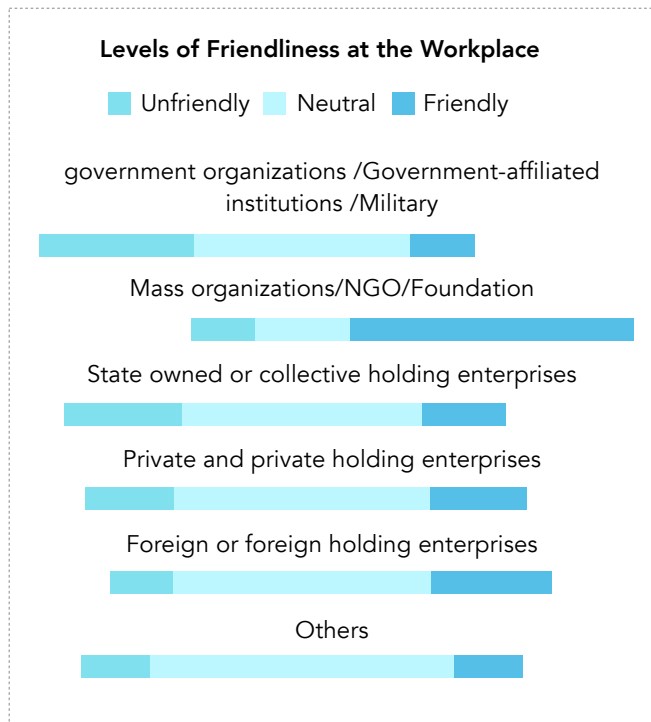 Levels of Friendliness at the Workplace
Unfriendly Neutral Friendly
government organizations /Government-affiliated
institutions /Military
Mass organizations/NGO/Foundation
State owned or collective holding enterprises
Private and private holding enterprises
Foreign or foreign holding enterprises
Others